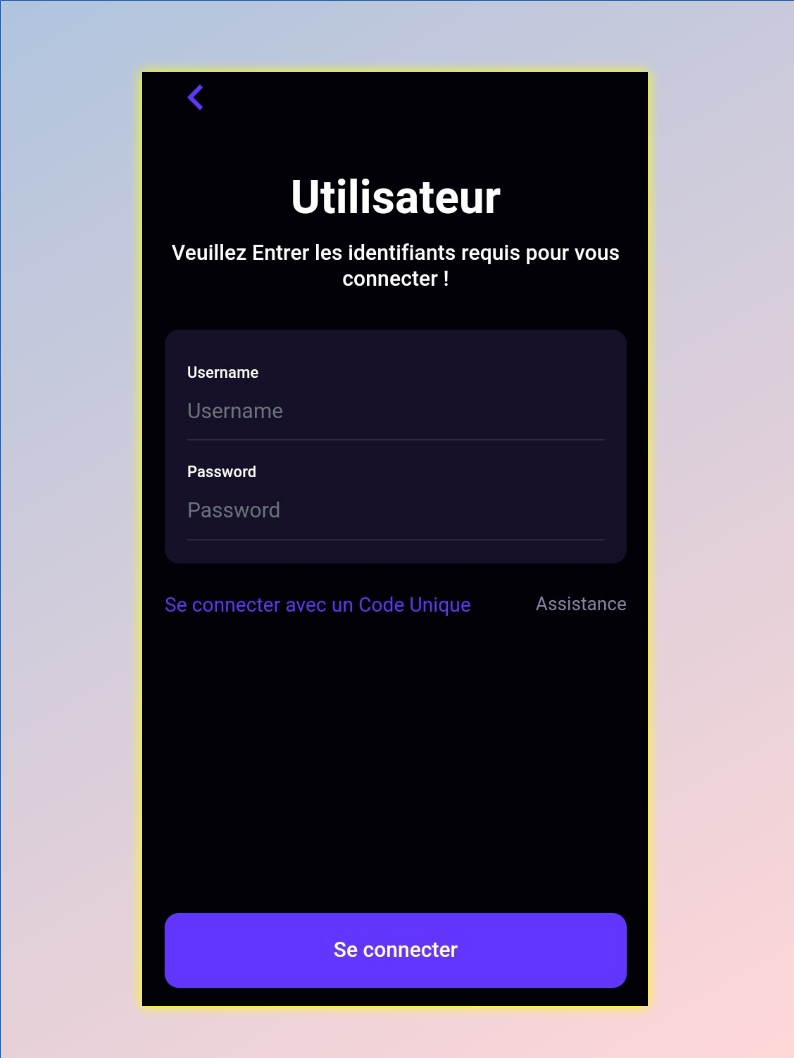 Utilisateur
Veuillez Entrer les identifiants requis pour vous
connecter !
Username
Username
Password
Password
Se connecter avec un Code Unique
Assistance
Se connecter